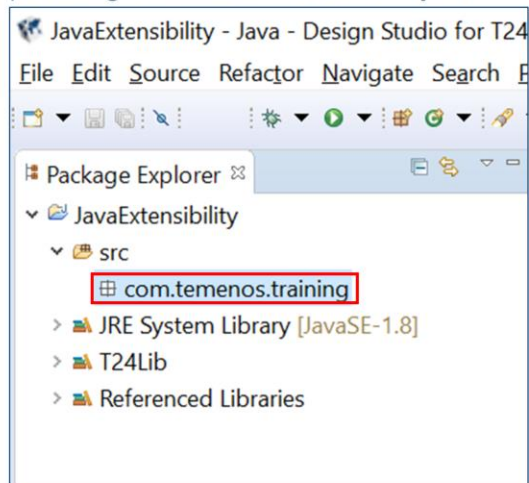 JavaExtensibility - Java - Design Studio for T24
File Edit Source Refactor Navigate Search
Package Explorer
JavaExtensibility
src
com.temenos.training
JRE System Library [JavaSE-1.8]
T24Lib
Referenced Libraries